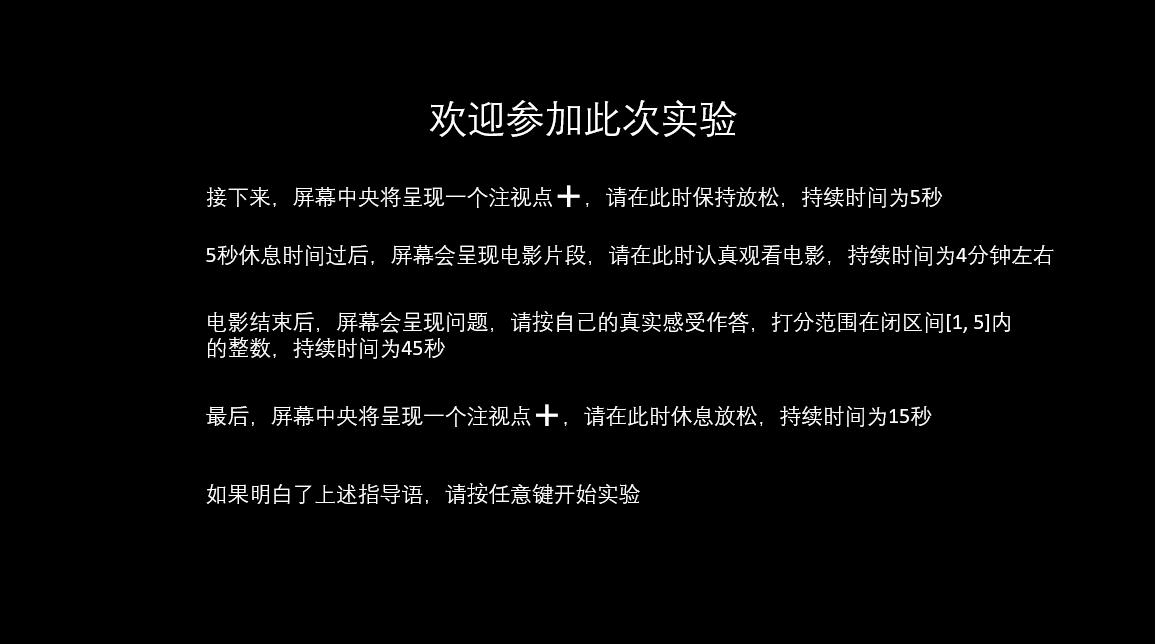 欢迎参加此次实验
接下来，屏幕中央将呈现一个注视点+，请在此时保持放松，持续时间为5秒
5秒休息时间过后，屏幕会呈现电影片段，请在此时认真观看电影，持续时间为4分钟左右
电影结束后，屏幕会呈现问题，请按自己的真实感受作答，打分范围在闭区间[1, 5]内
的整数，持续时间为45秒
最后，屏幕中央将呈现一个注视点+，请在此时休息放松，持续时间为15秒
如果明白了上述指导语，请按任意键开始实验